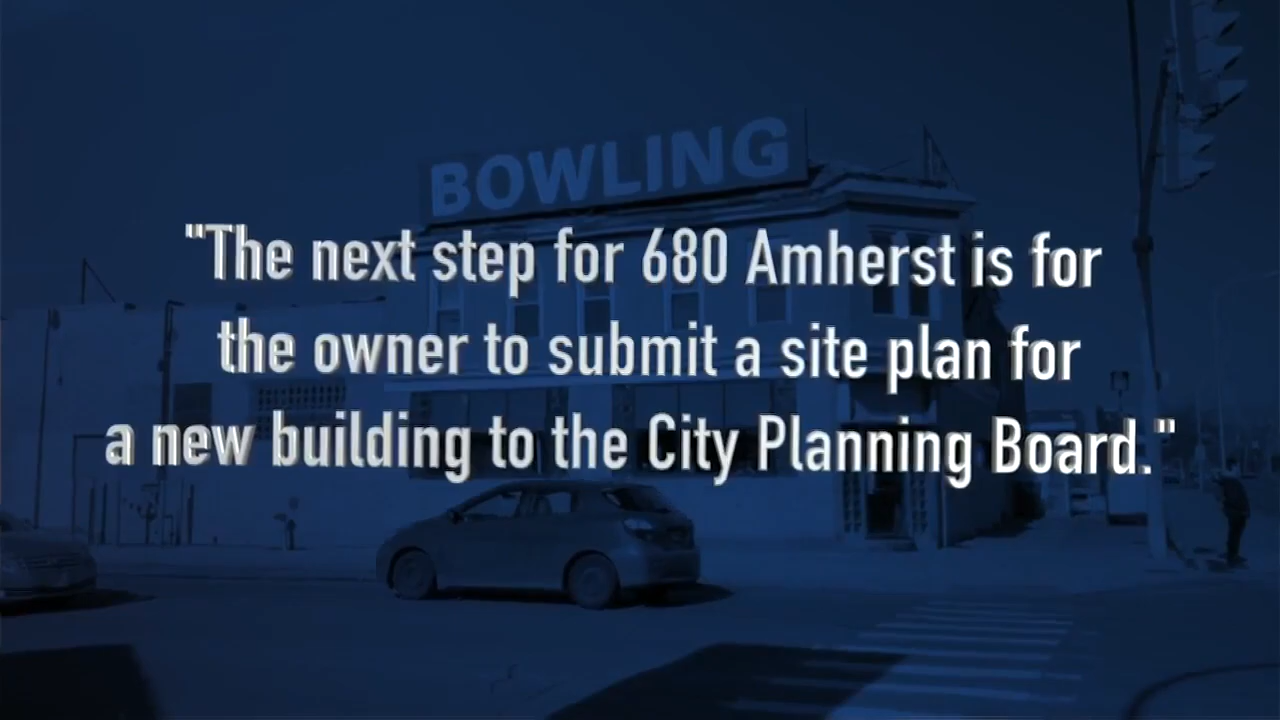 BOWLING
"The next step for 680 Amherst is for
the owner to submit a site plan for
a new building to the City Planning Board."